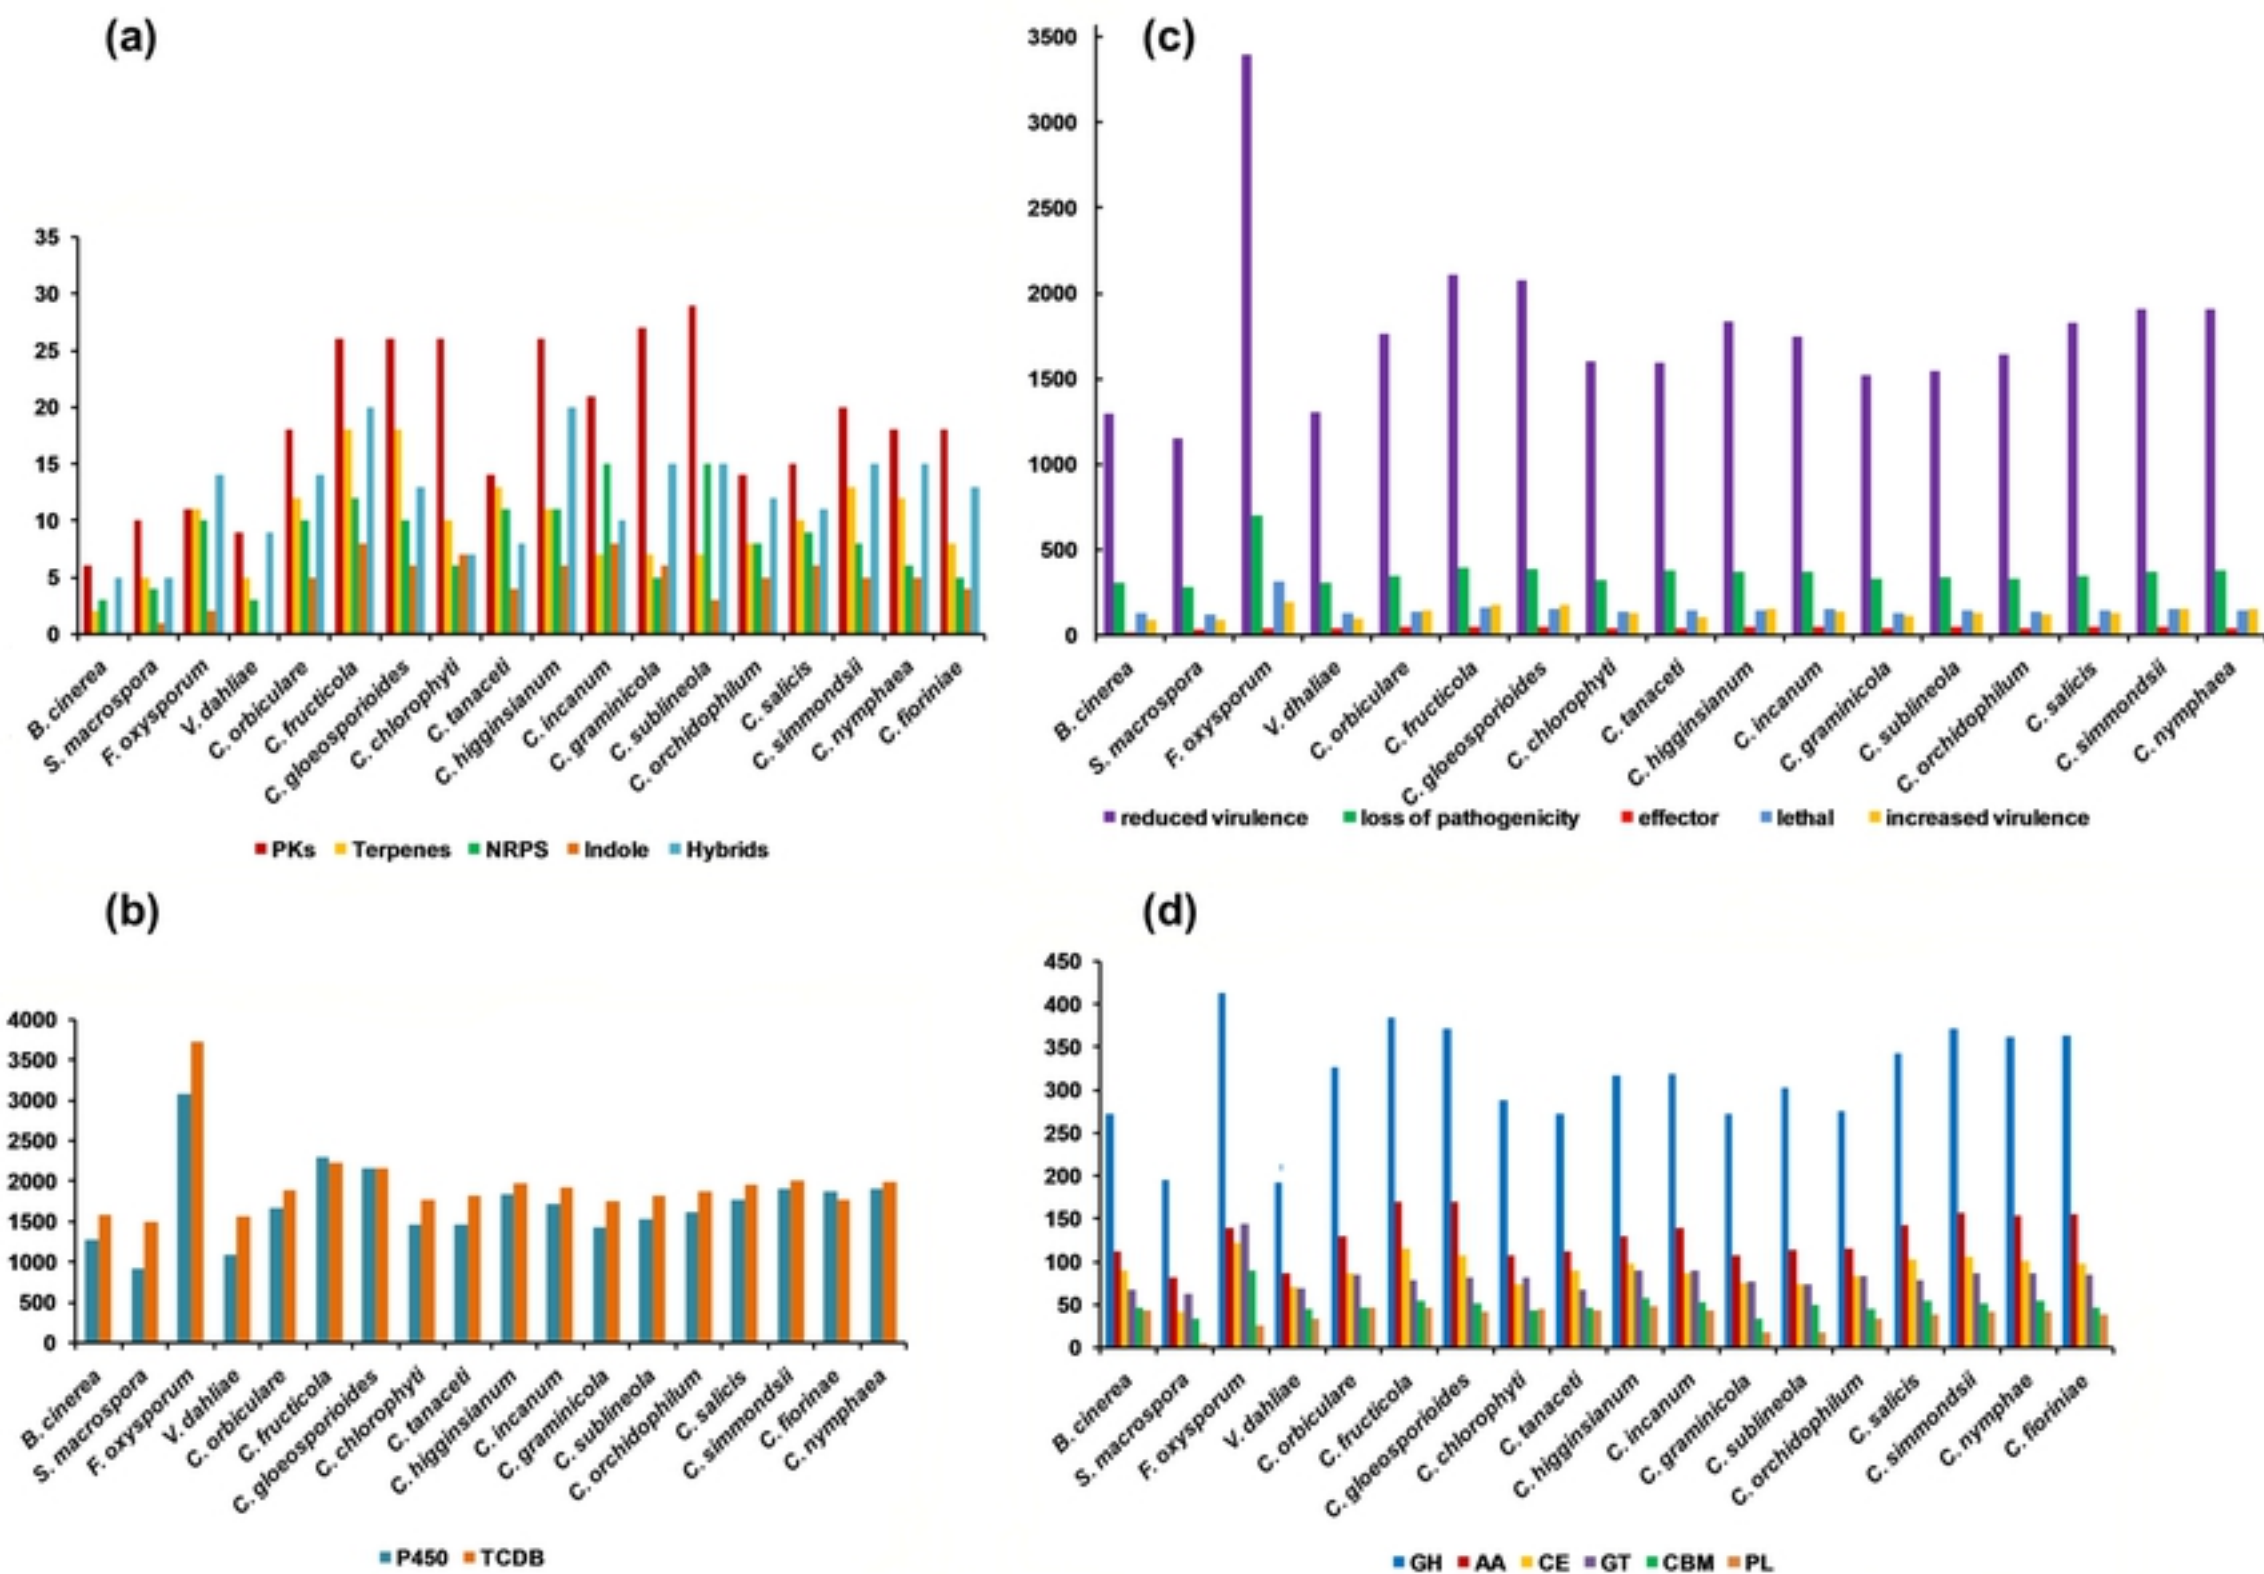 (a)
35
30
25
20
15
10
5
0
B. cinerea
S. macrospora
F. oxysporum
V. dahliae
C. orbiculare
C. fructicola
C. gloeosporioides
C. chlorophyti
C. tanaceti
C. higginsianum
C. incanum
C. graminicola
C. sublineola
C. orchidophilum
C. salicis
C. simmondsii
C. nymphaea
C. fioriniae
PKs Terpenes NRPS Indole Hybrids
(c)
3500
3000
2500
2000
1500
1000
500
0
B. cinerea
S. macrospora
F. oxysporum
V. dhaliae
C. orbiculare
C. fructicola
C. gloeosporioides
C. chlorophyti
C. tanaceti
C. higginsianum
C. incanum
C. graminicola
C. sublineola
C. orchidophilum
C. salicis
C. simmondsii
C. nymphaea
reduced virulence loss of pathogenicity effector lethal increased virulence
(b)
4000
3500
3000
2500
2000
1500
1000
500
0
B. cinerea
S. macrospora
F. oxysporum
V. dahliae
C. orbiculare
C. fructicola
C. gloeosporioides
C. chlorophyti
C. tanaceti
C. higginsianum
C. incanum
C. graminicola
C. sublineola
C. orchidophilum
C. salicis
C. simmondsii
C. fiorinae
C. nymphaea
P450 TCDB
(d)
450
400
350
300
250
200
150
100
50
0
B. cinerea
S. macrospora
F. oxysporum
V. dahliae
C. orbiculare
C. fructicola
C. gloeosporioides
C. chlorophyti
C. tanaceti
C. higginsianum
C. incanum
C. graminicola
C. sublineola
C. orchidophilum
C. salicis
C. simmondsii
C. nymphae
C. fioriniae
GH AA CE GT CBM PL